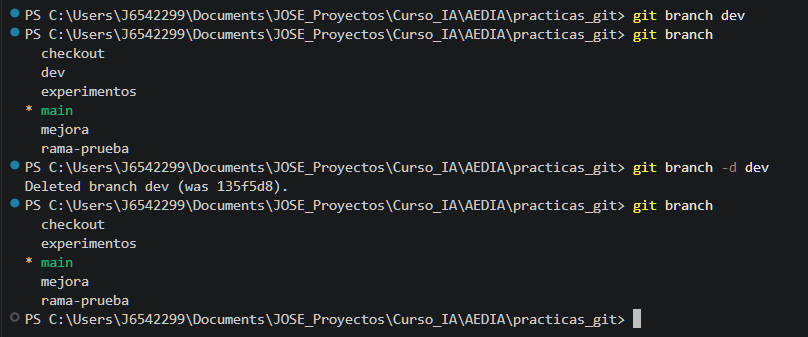 PS C:\Users\J6542299\Documents\JOSE_Proyectos\Curso_IA\AEDIA\practicas_git> git branch dev
PS C:\Users\J6542299\Documents\JOSE_Proyectos\Curso_IA\AEDIA\practicas_git> git branch
  checkout
  dev
  experimentos
* main
  mejora
  rama-prueba
PS C:\Users\J6542299\Documents\JOSE_Proyectos\Curso_IA\AEDIA\practicas_git> git branch -d dev
Deleted branch dev (was 135f5d8).
PS C:\Users\J6542299\Documents\JOSE_Proyectos\Curso_IA\AEDIA\practicas_git> git branch
  checkout
  experimentos
* main
  mejora
  rama-prueba
PS C:\Users\J6542299\Documents\JOSE_Proyectos\Curso_IA\AEDIA\practicas_git>